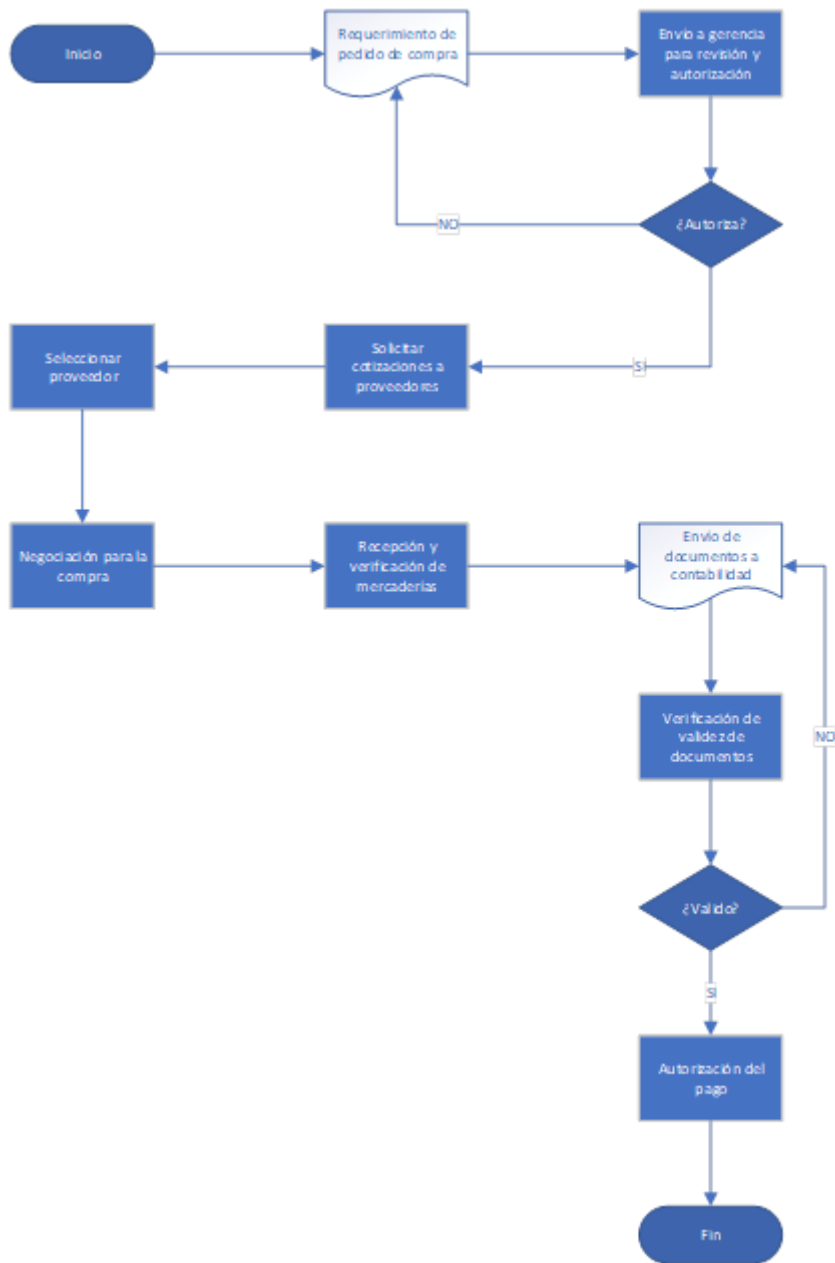 Inicio
Requerimiento de
pedido de compra
Envío a gerencia
para revisión y
autorización
¿Autoriza?
NO
SI
Solicitar
cotizaciones a
proveedores
Seleccionar
proveedor
Negociación para la
compra
Recepción y
verificación de
mercaderías
Envío de
documentos a
contabilidad
Verificación de
validez de
documentos
NO
¿Valido?
SI
Autorización del
pago
Fin